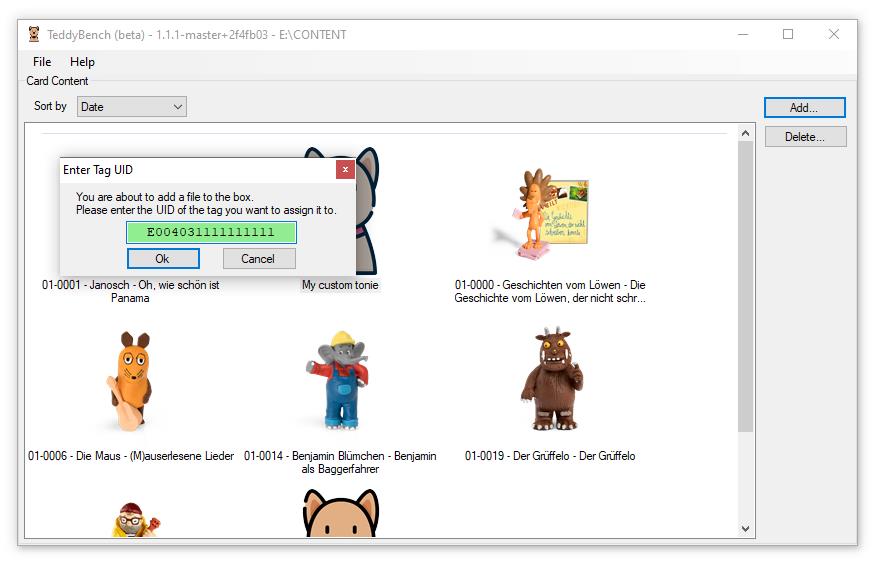 TeddyBench (beta) - 1.1.1-master+2f4fb03 - E:\CONTENT
File Help
Card Content
Sort by Date
Add...
Delete...
Enter Tag UID
You are about to add a file to the box.
Please enter the UID of the tag you want to assign it to.
E004031111111111
Ok Cancel
01-0001 - Janosch - Oh, wie schön ist
Panama
My custom tonie
01-0000 - Geschichten vom Löwen - Die
Geschichte vom Löwen, der nicht schr...
01-0006 - Die Maus - (M)auserlesene Lieder
01-0014 - Benjamin Blümchen - Benjamin
als Baggerfahrer
01-0019 - Der Grüffelo - Der Grüffelo